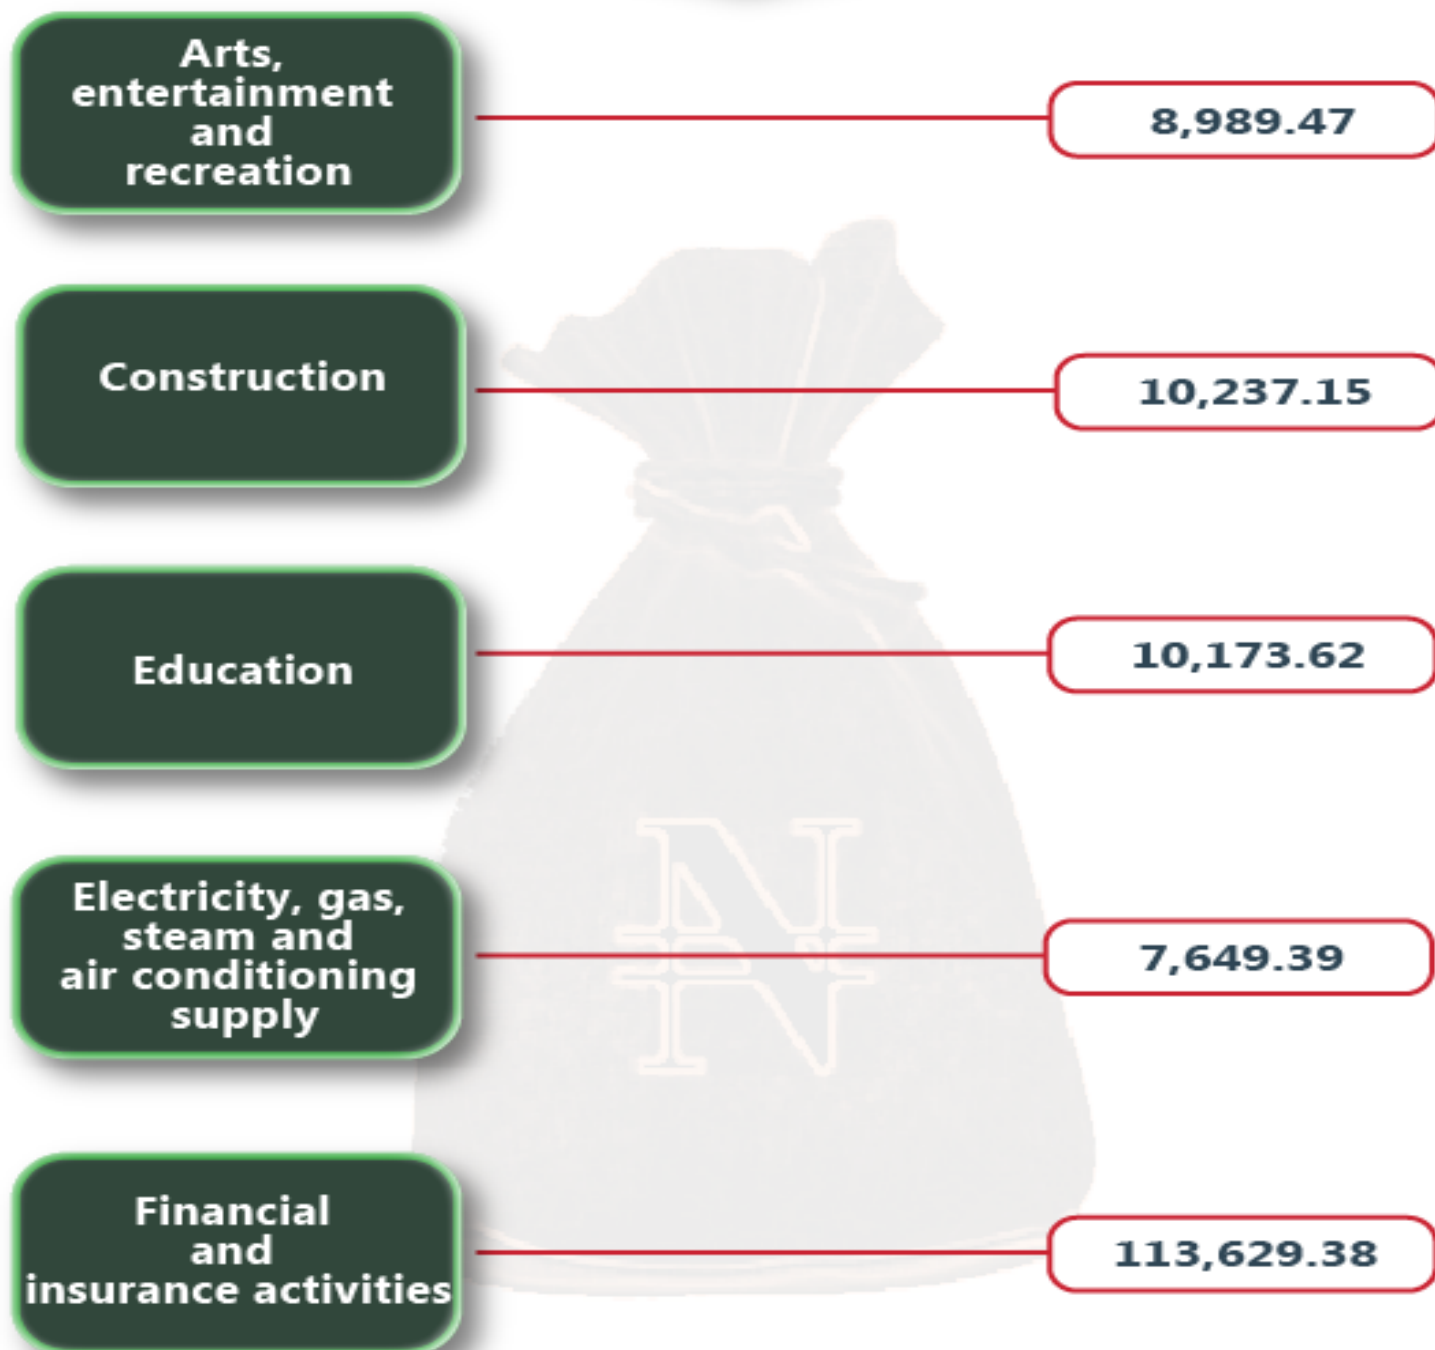 Arts,
entertainment
and
recreation
8,989.47
Construction
10,237.15
Education
10,173.62
Electricity, gas,
steam and
air conditioning
supply
7,649.39
₦
Financial
and
insurance activities
113,629.38